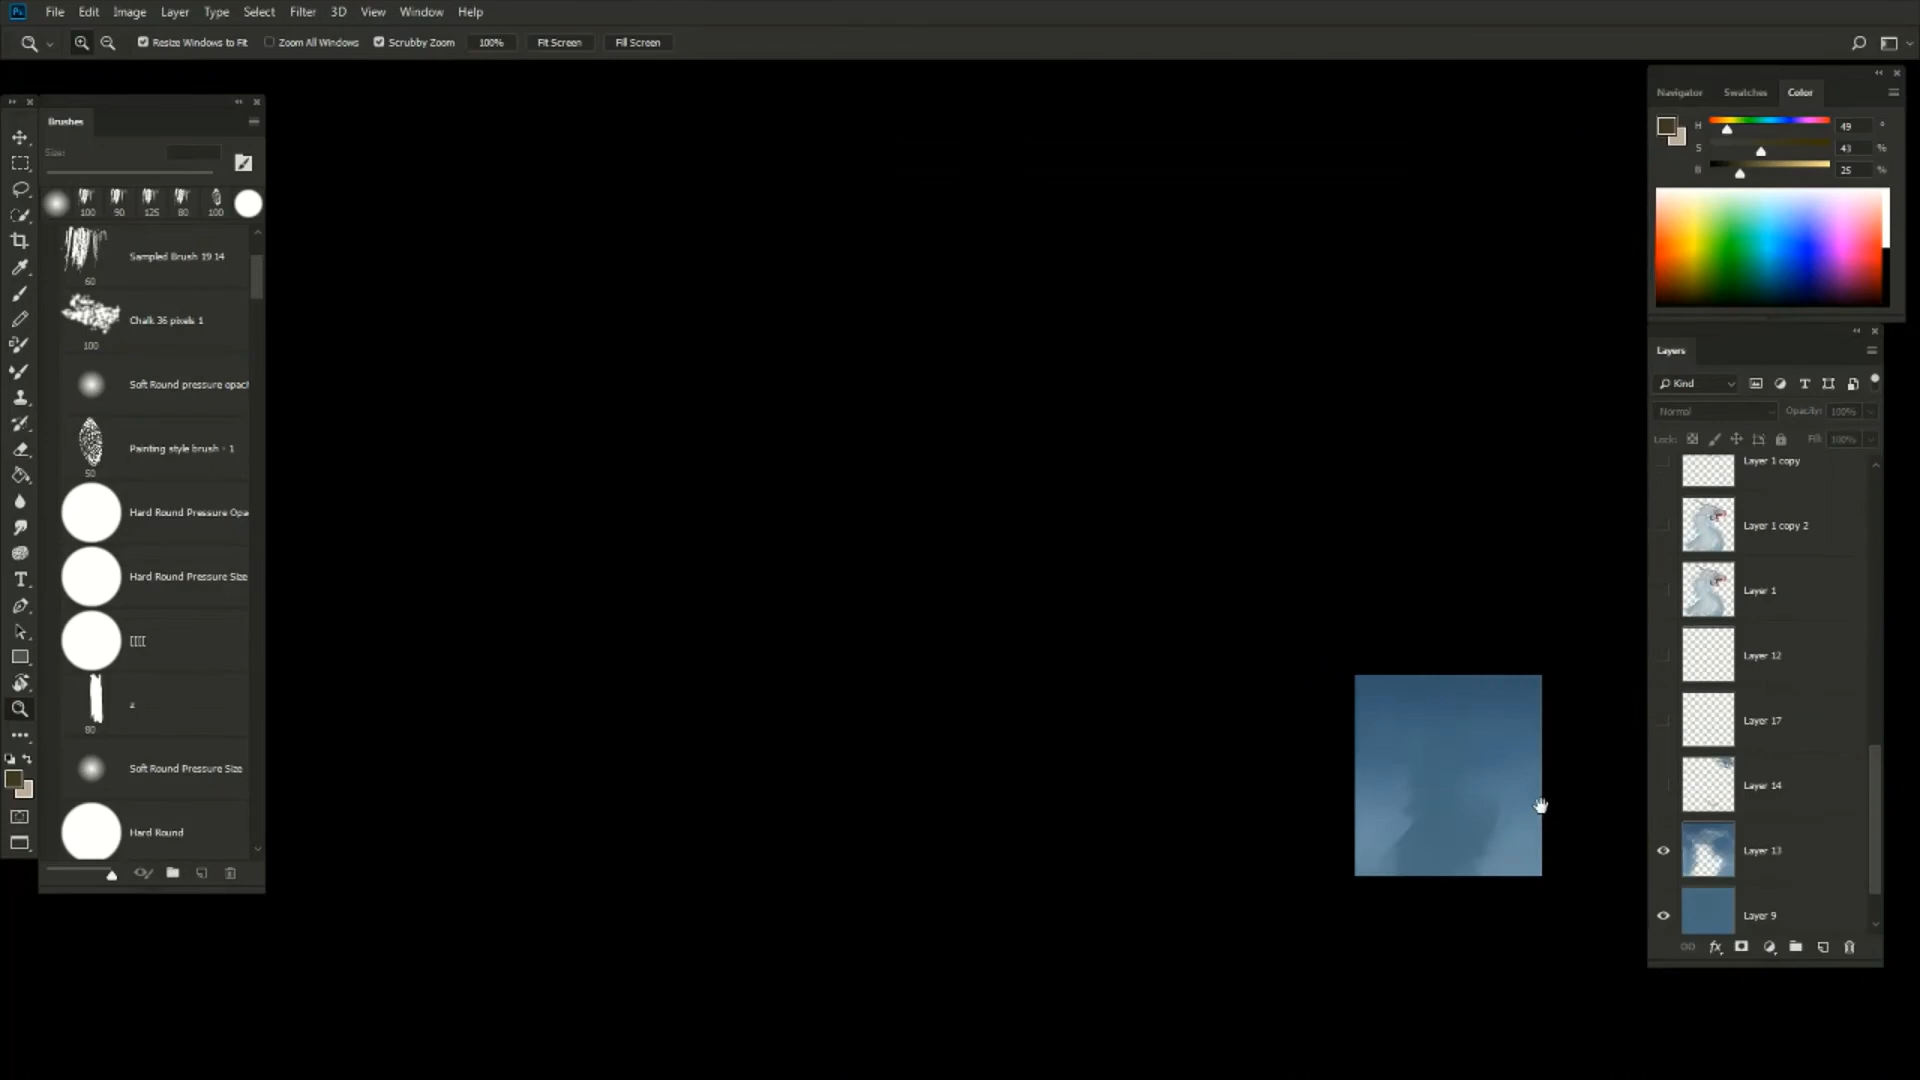 Ps File Edit Image Layer Type Select Filter 3D View Window Help
Resize Windows to Fit Zoom All Windows Scrubby Zoom 100% Fit Screen Fill Screen
Brushes
Size:
100 90 125 80 100
Sampled Brush 19 14
60
Chalk 36 pixels 1
100
Soft Round pressure opaci
Painting style brush - 1
50
Hard Round Pressure Opa
Hard Round Pressure Size
[[[[
z
80
Soft Round Pressure Size
Hard Round
Navigator Swatches Color
H 49 °
S 43 %
B 25 %
Layers
Kind
Normal Opacity: 100%
Lock: Fill: 100%
Layer 1 copy
Layer 1 copy 2
Layer 1
Layer 12
Layer 17
Layer 14
Layer 13
Layer 9
fx